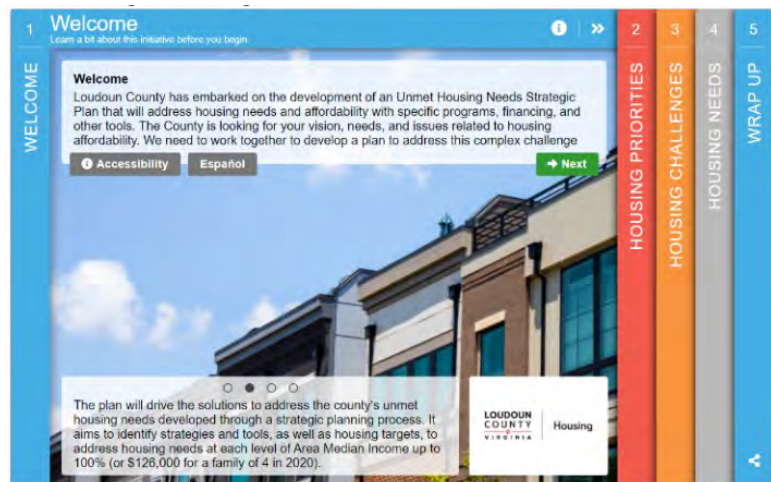 1
Welcome
Learn a bit about this initiative before you begin.
WELCOME
Welcome
Loudoun County has embarked on the development of an Unmet Housing Needs Strategic
Plan that will address housing needs and affordability with specific programs, financing, and
other tools. The County is looking for your vision, needs, and issues related to housing
affordability. We need to work together to develop a plan to address this complex challenge
Accessibility
Español
Next
The plan will drive the solutions to address the county's unmet
housing needs developed through a strategic planning process. It
aims to identify strategies and tools, as well as housing targets, to
address housing needs at each level of Area Median Income up to
100% (or $126,000 for a family of 4 in 2020).
LOUDOUN
COUNTY
VIRGINIA
Housing
2
HOUSING PRIORITIES
3
HOUSING CHALLENGES
4
HOUSING NEEDS
5
WRAP UP